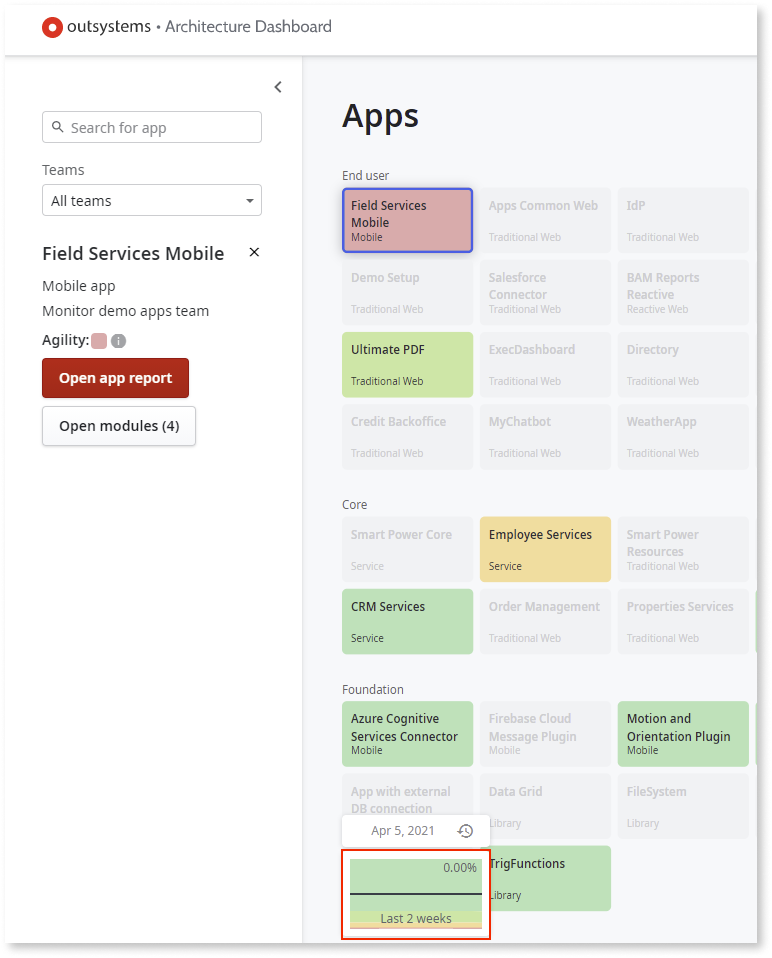 outsystems • Architecture Dashboard
Search for app
Teams
All teams
Field Services Mobile
Mobile app
Monitor demo apps team
Agility:
Open app report
Open modules (4)
Apps
End user
Field Services
Mobile
Mobile
Apps Common Web
Traditional Web
IdP
Traditional Web
Demo Setup
Traditional Web
Salesforce
Connector
Traditional Web
BAM Reports
Reactive
Reactive Web
Ultimate PDF
Traditional Web
ExecDashboard
Traditional Web
Directory
Traditional Web
Credit Backoffice
Traditional Web
MyChatbot
Traditional Web
WeatherApp
Traditional Web
Core
Smart Power Core
Service
Employee Services
Service
Smart Power
Resources
Traditional Web
CRM Services
Service
Order Management
Traditional Web
Properties Services
Traditional Web
Foundation
Azure Cognitive
Services Connector
Mobile
Firebase Cloud
Message Plugin
Mobile
Motion and
Orientation Plugin
Mobile
App with external
DB connection
Data Grid
Library
FileSystem
Library
Apr 5, 2021
0.00%
Last 2 weeks
TrigFunctions
Library